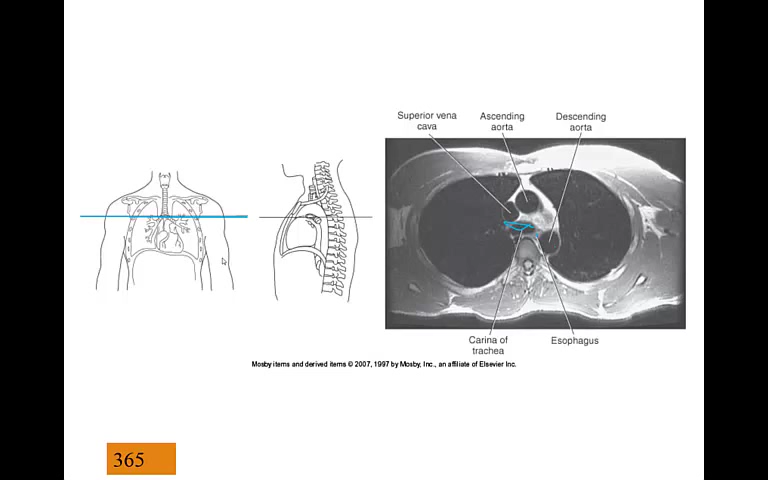 Superior vena
cava
Ascending
aorta
Descending
aorta
Carina of
trachea
Esophagus
Mosby items and derived items © 2007, 1997 by Mosby, Inc., an affiliate of Elsevier Inc.
365